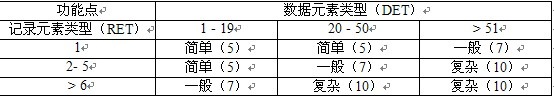 功能点 数据元素类型（DET）
记录元素类型（RET） 1 - 19 20 - 50 > 51
1 简单（5） 简单（5） 一般（7）
2- 5 简单（5） 一般（7） 复杂（10）
> 6 一般（7） 复杂（10） 复杂（10）